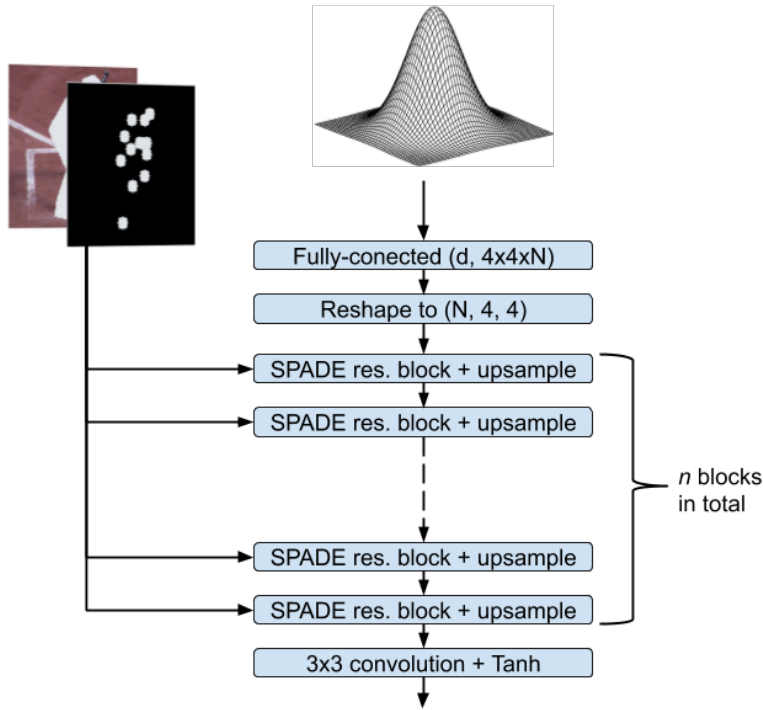 Fully-conected (d, 4x4xN)
Reshape to (N, 4, 4)
SPADE res. block + upsample
SPADE res. block + upsample
n blocks
in total
SPADE res. block + upsample
SPADE res. block + upsample
3x3 convolution + Tanh